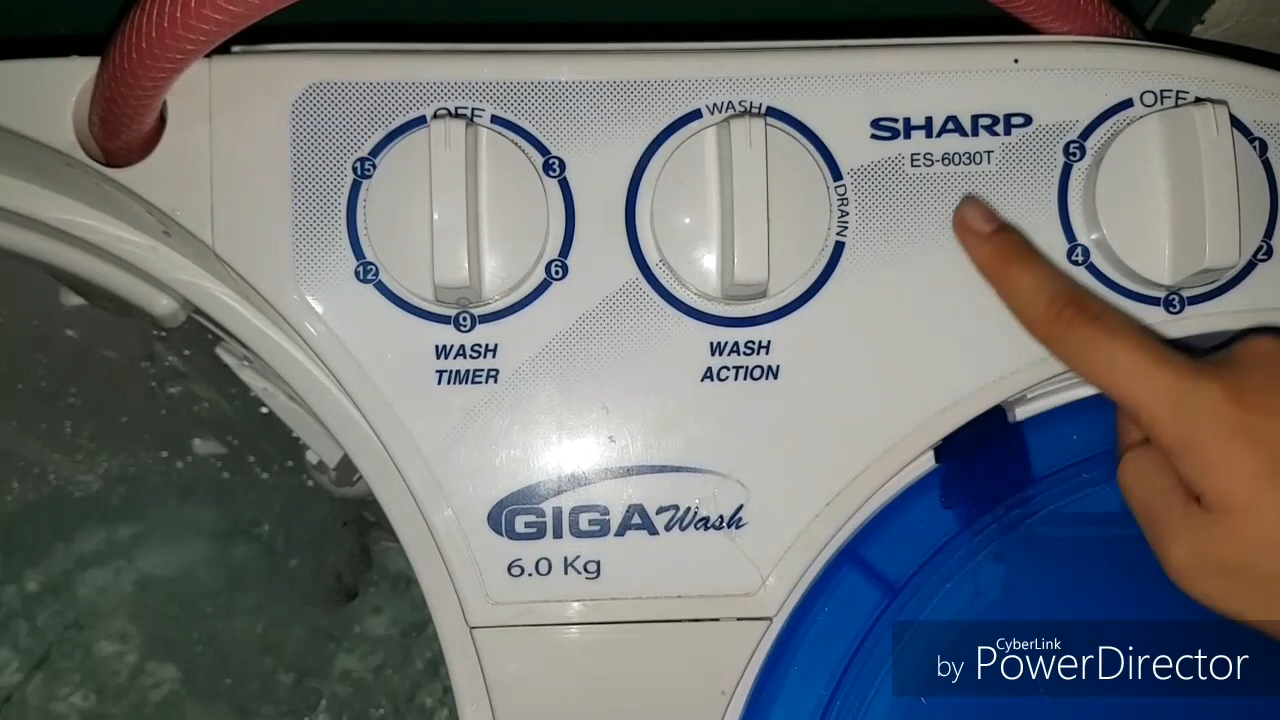 OFF
3
6
9
12
15
WASH
TIMER
WASH
DRAIN
WASH
ACTION
SHARP
ES-6030T
OFF
1
2
3
4
5
GIGA Wash
6.0 Kg
by CyberLink PowerDirector